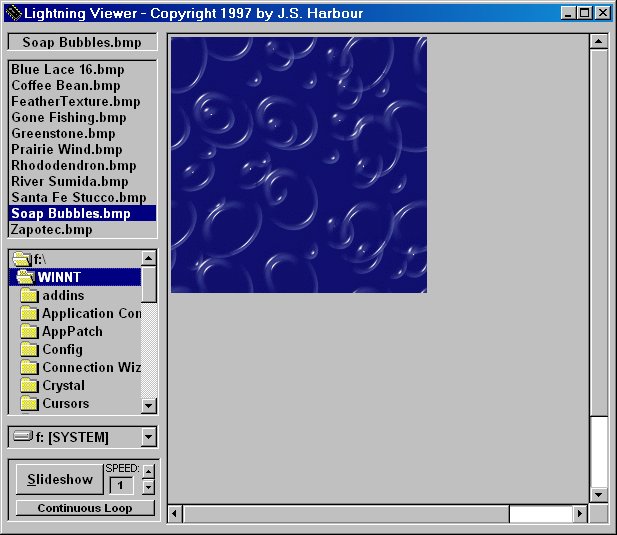 Lightning Viewer - Copyright 1997 by J.S. Harbour
Soap Bubbles.bmp
Blue Lace 16.bmp
Coffee Bean.bmp
FeatherTexture.bmp
Gone Fishing.bmp
Greenstone.bmp
Prairie Wind.bmp
Rhododendron.bmp
River Sumida.bmp
Santa Fe Stucco.bmp
Soap Bubbles.bmp
Zapotec.bmp
f:\
WINNT
addins
Application Con
AppPatch
Config
Connection Wiz
Crystal
Cursors
f: [SYSTEM]
Slideshow
SPEED:
1
Continuous Loop